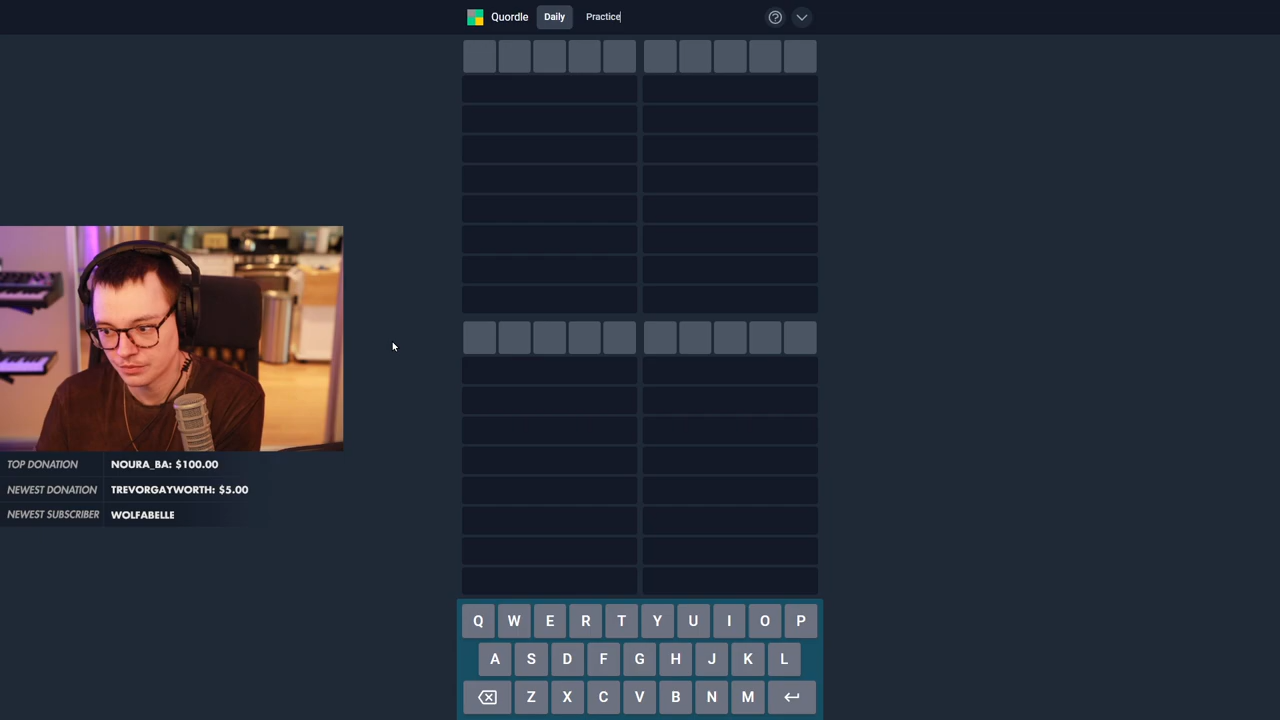 Quordle Daily Practice
TOP DONATION NOURA_BA: $100.00
NEWEST DONATION TREVORGAYWORTH: $5.00
NEWEST SUBSCRIBER WOLFABELLE
Q W E R T Y U I O P
A S D F G H J K L
Z X C V B N M